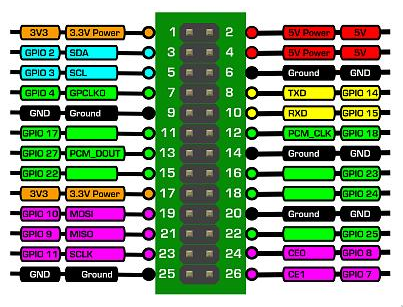 3V3 3.3V Power 1 2 5V Power 5V
GPIO 2 SDA 3 4 5V Power 5V
GPIO 3 SCL 5 6 Ground GND
GPIO 4 GPCLK0 7 8 TXD GPIO 14
GND Ground 9 10 RXD GPIO 15
GPIO 17 11 12 PCM_CLK GPIO 18
GPIO 27 PCM_DOUT 13 14 Ground GND
GPIO 22 15 16 GPIO 23
3V3 3.3V Power 17 18 GPIO 24
GPIO 10 MOSI 19 20 Ground GND
GPIO 9 MISO 21 22 GPIO 25
GPIO 11 SCLK 23 24 CE0 GPIO 8
GND Ground 25 26 CE1 GPIO 7